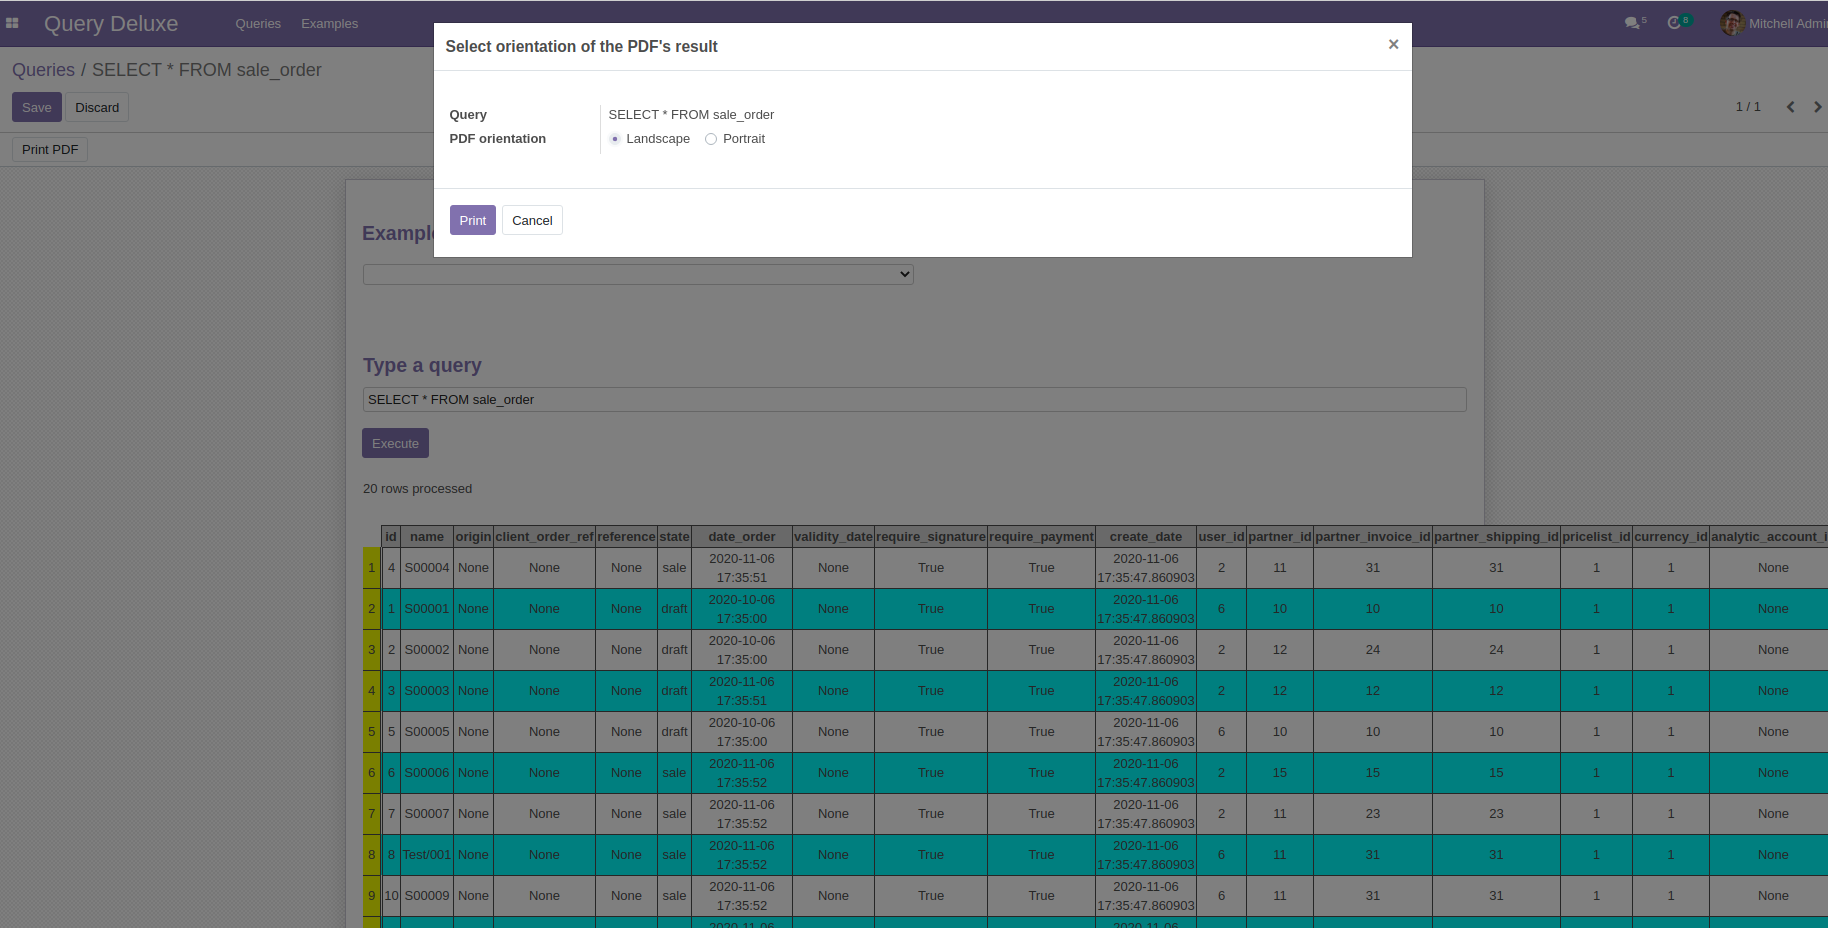 Query Deluxe Queries Examples 5 8 Mitchell Admi
Select orientation of the PDF's result ×
Queries / SELECT * FROM sale_order
Save Discard 1 / 1
Print PDF
Query SELECT * FROM sale_order
PDF orientation Landscape Portrait
Print Cancel
Exampl
Type a query
SELECT * FROM sale_order
Execute
20 rows processed
id name origin client_order_ref reference state date_order validity_date require_signature require_payment create_date user_id partner_id partner_invoice_id partner_shipping_id pricelist_id currency_id analytic_account_i
1 4 S00004 None None None sale 2020-11-06 17:35:51 None True True 2020-11-06 17:35:47.860903 2 11 31 31 1 1 None
2 1 S00001 None None None draft 2020-10-06 17:35:00 None True True 2020-11-06 17:35:47.860903 6 10 10 10 1 1 None
3 2 S00002 None None None draft 2020-10-06 17:35:00 None True True 2020-11-06 17:35:47.860903 2 12 24 24 1 1 None
4 3 S00003 None None None draft 2020-11-06 17:35:51 None True True 2020-11-06 17:35:47.860903 2 12 12 12 1 1 None
5 5 S00005 None None None draft 2020-10-06 17:35:00 None True True 2020-11-06 17:35:47.860903 6 10 10 10 1 1 None
6 6 S00006 None None None sale 2020-11-06 17:35:52 None True True 2020-11-06 17:35:47.860903 2 15 15 15 1 1 None
7 7 S00007 None None None sale 2020-11-06 17:35:52 None True True 2020-11-06 17:35:47.860903 2 11 23 23 1 1 None
8 8 Test/001 None None None sale 2020-11-06 17:35:52 None True True 2020-11-06 17:35:47.860903 6 11 31 31 1 1 None
9 10 S00009 None None None sale 2020-11-06 17:35:52 None True True 2020-11-06 17:35:47.860903 6 11 31 31 1 1 None
2020-11-06 2020-11-06